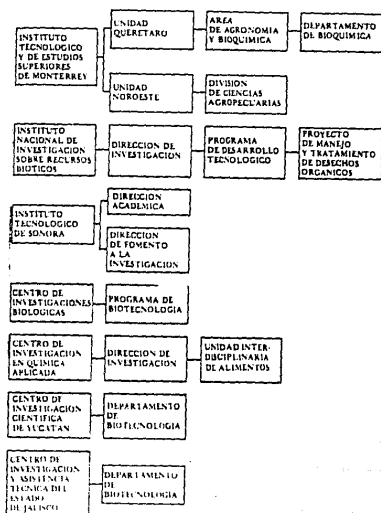 INSTITUTO
TECNOLOGICO
Y DE ESTUDIOS
SUPERIORES
DE MONTERREY
UNIDAD
QUERETARO
AREA
DE AGRONOMIA
Y BIOQUIMICA
DEPARTAMENTO
DE BIOQUIMICA
UNIDAD
NOROESTE
DIVISION
DE CIENCIAS
AGROPECUARIAS
INSTITUTO
NACIONAL DE
INVESTIGACION
SOBRE RECURSOS
BIOTICOS
DIRECCION DE
INVESTIGACION
PROGRAMA
DE DESARROLLO
TECNOLOGICO
PROYECTO
DE MANEJO
Y TRATAMIENTO
DE DESECHOS
ORGANICOS
INSTITUTO
TECNOLOGICO
DE SONORA
DIRECCION
ACADEMICA
DIRECCION
DE FOMENTO
A LA
INVESTIGACION
CENTRO DE
INVESTIGACIONES
BIOLOGICAS
PROGRAMA DE
BIOTECNOLOGIA
CENTRO DE
INVESTIGACION
EN QUIMICA
APLICADA
DIRECCION DE
INVESTIGACION
UNIDAD INTER-
DISCIPLINARIA
DE ALIMENTOS
CENTRO DE
INVESTIGACION
CIENTIFICA
DE YUCATAN
DEPARTAMENTO
DE
BIOTECNOLOGIA
CENTRO DE
INVESTIGACION
Y ASISTENCIA
TECNICA DEL
ESTADO
DE JALISCO
DEPARTAMENTO
DE
BIOTECNOLOGIA